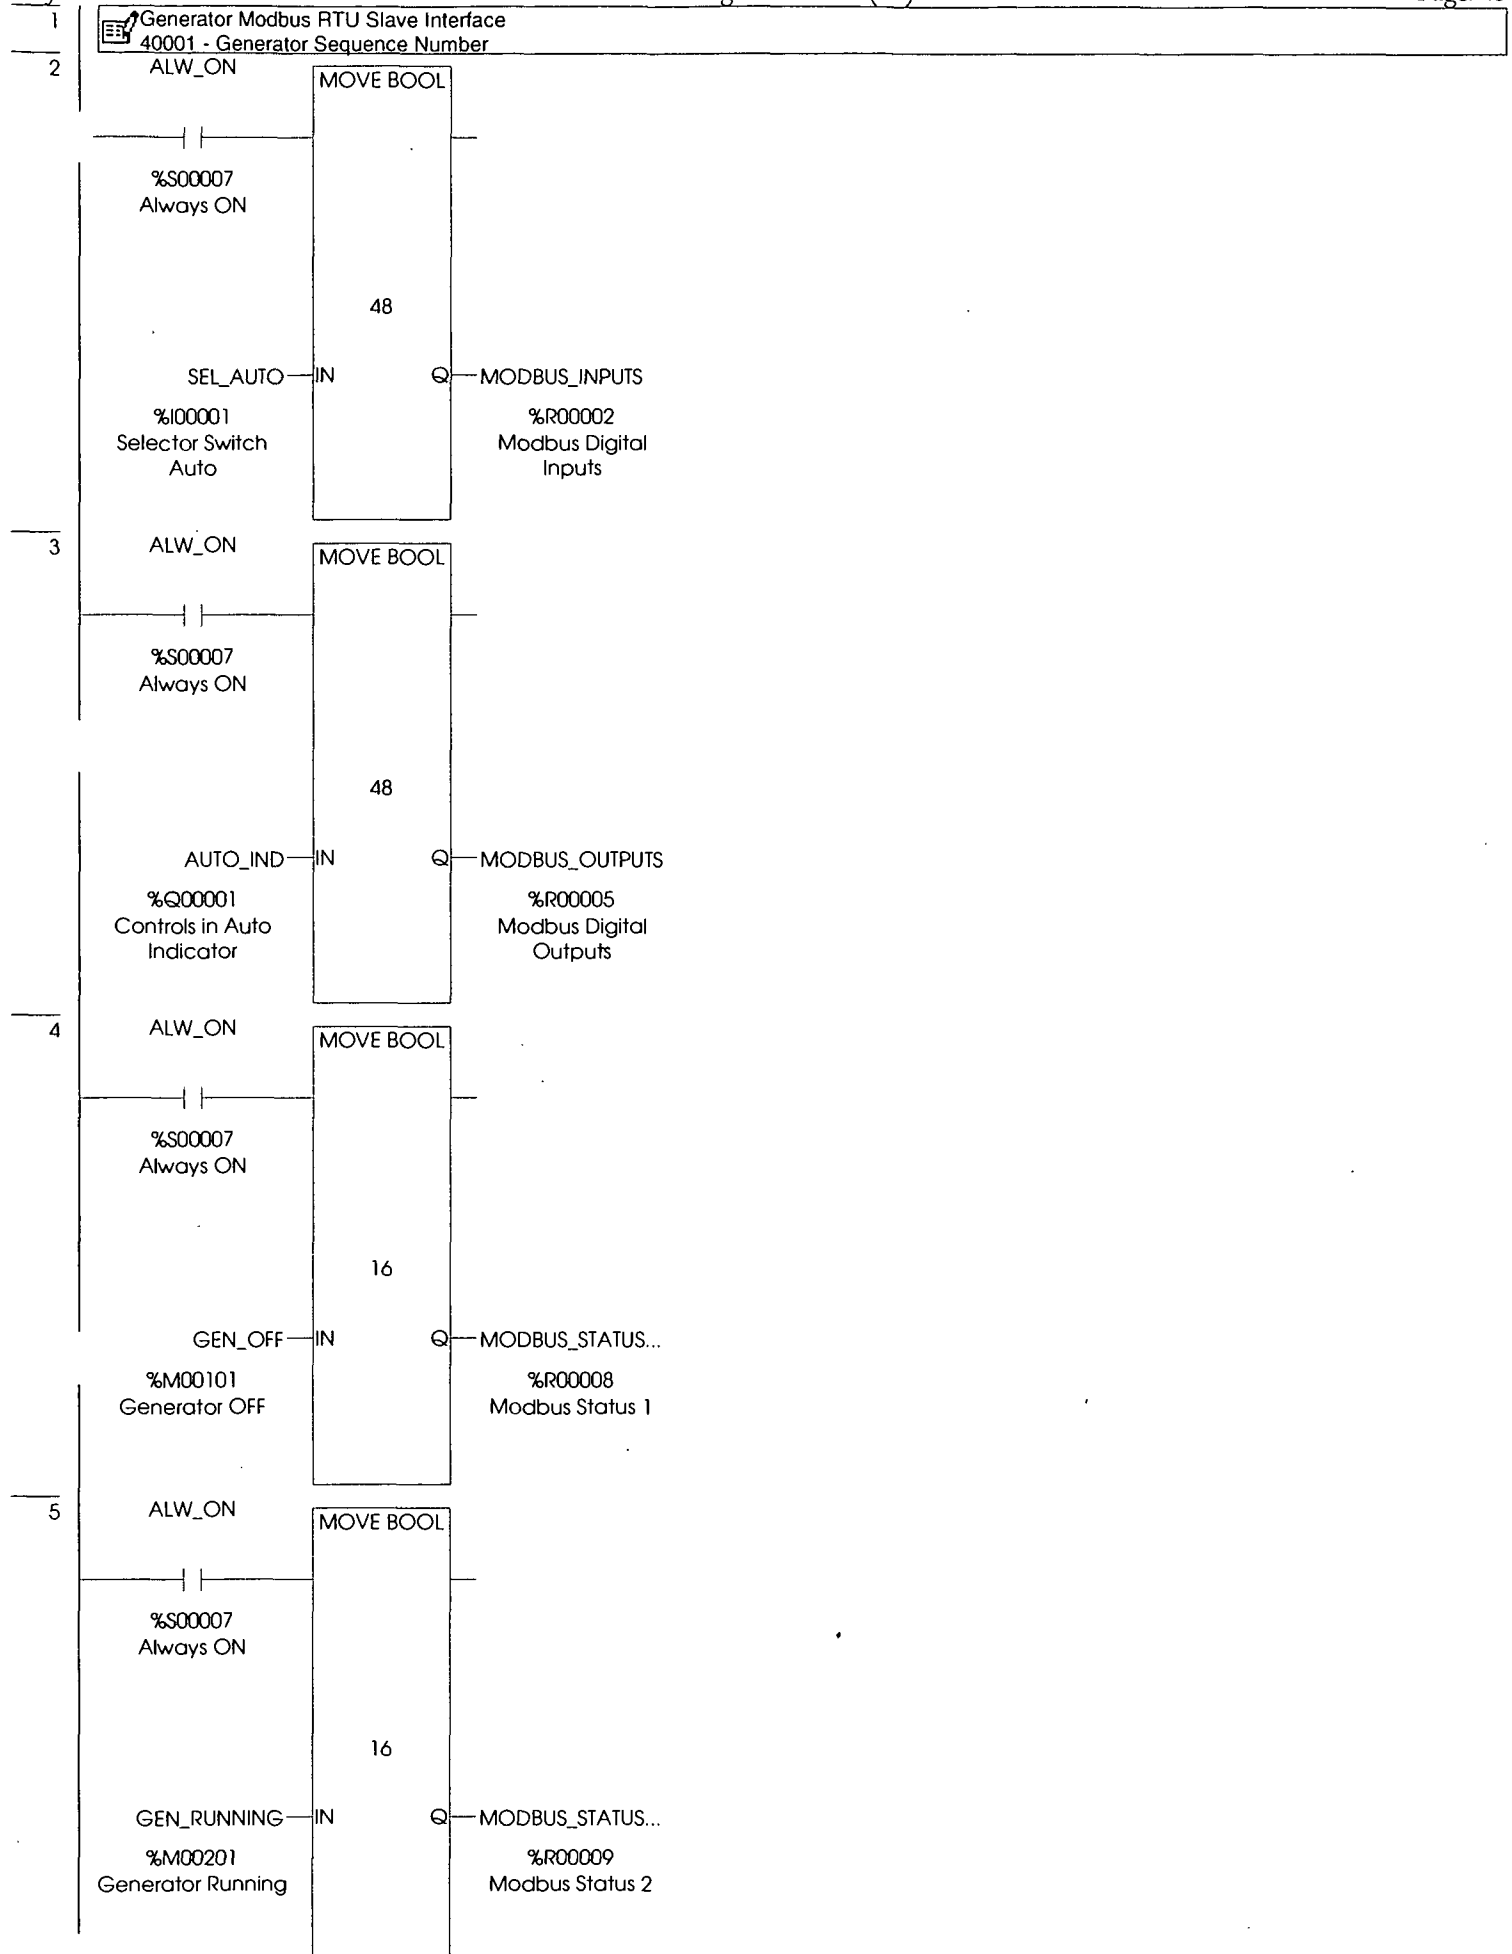 1
Generator Modbus RTU Slave Interface
40001 - Generator Sequence Number
2
ALW_ON
MOVE BOOL
%S00007
Always ON
48
SEL_AUTO
IN
Q
MODBUS_INPUTS
%I00001
Selector Switch
Auto
%R00002
Modbus Digital
Inputs
3
ALW_ON
MOVE BOOL
%S00007
Always ON
48
AUTO_IND
IN
Q
MODBUS_OUTPUTS
%Q00001
Controls in Auto
Indicator
%R00005
Modbus Digital
Outputs
4
ALW_ON
MOVE BOOL
%S00007
Always ON
16
GEN_OFF
IN
Q
MODBUS_STATUS...
%M00101
Generator OFF
%R00008
Modbus Status 1
5
ALW_ON
MOVE BOOL
%S00007
Always ON
16
GEN_RUNNING
IN
Q
MODBUS_STATUS...
%M00201
Generator Running
%R00009
Modbus Status 2